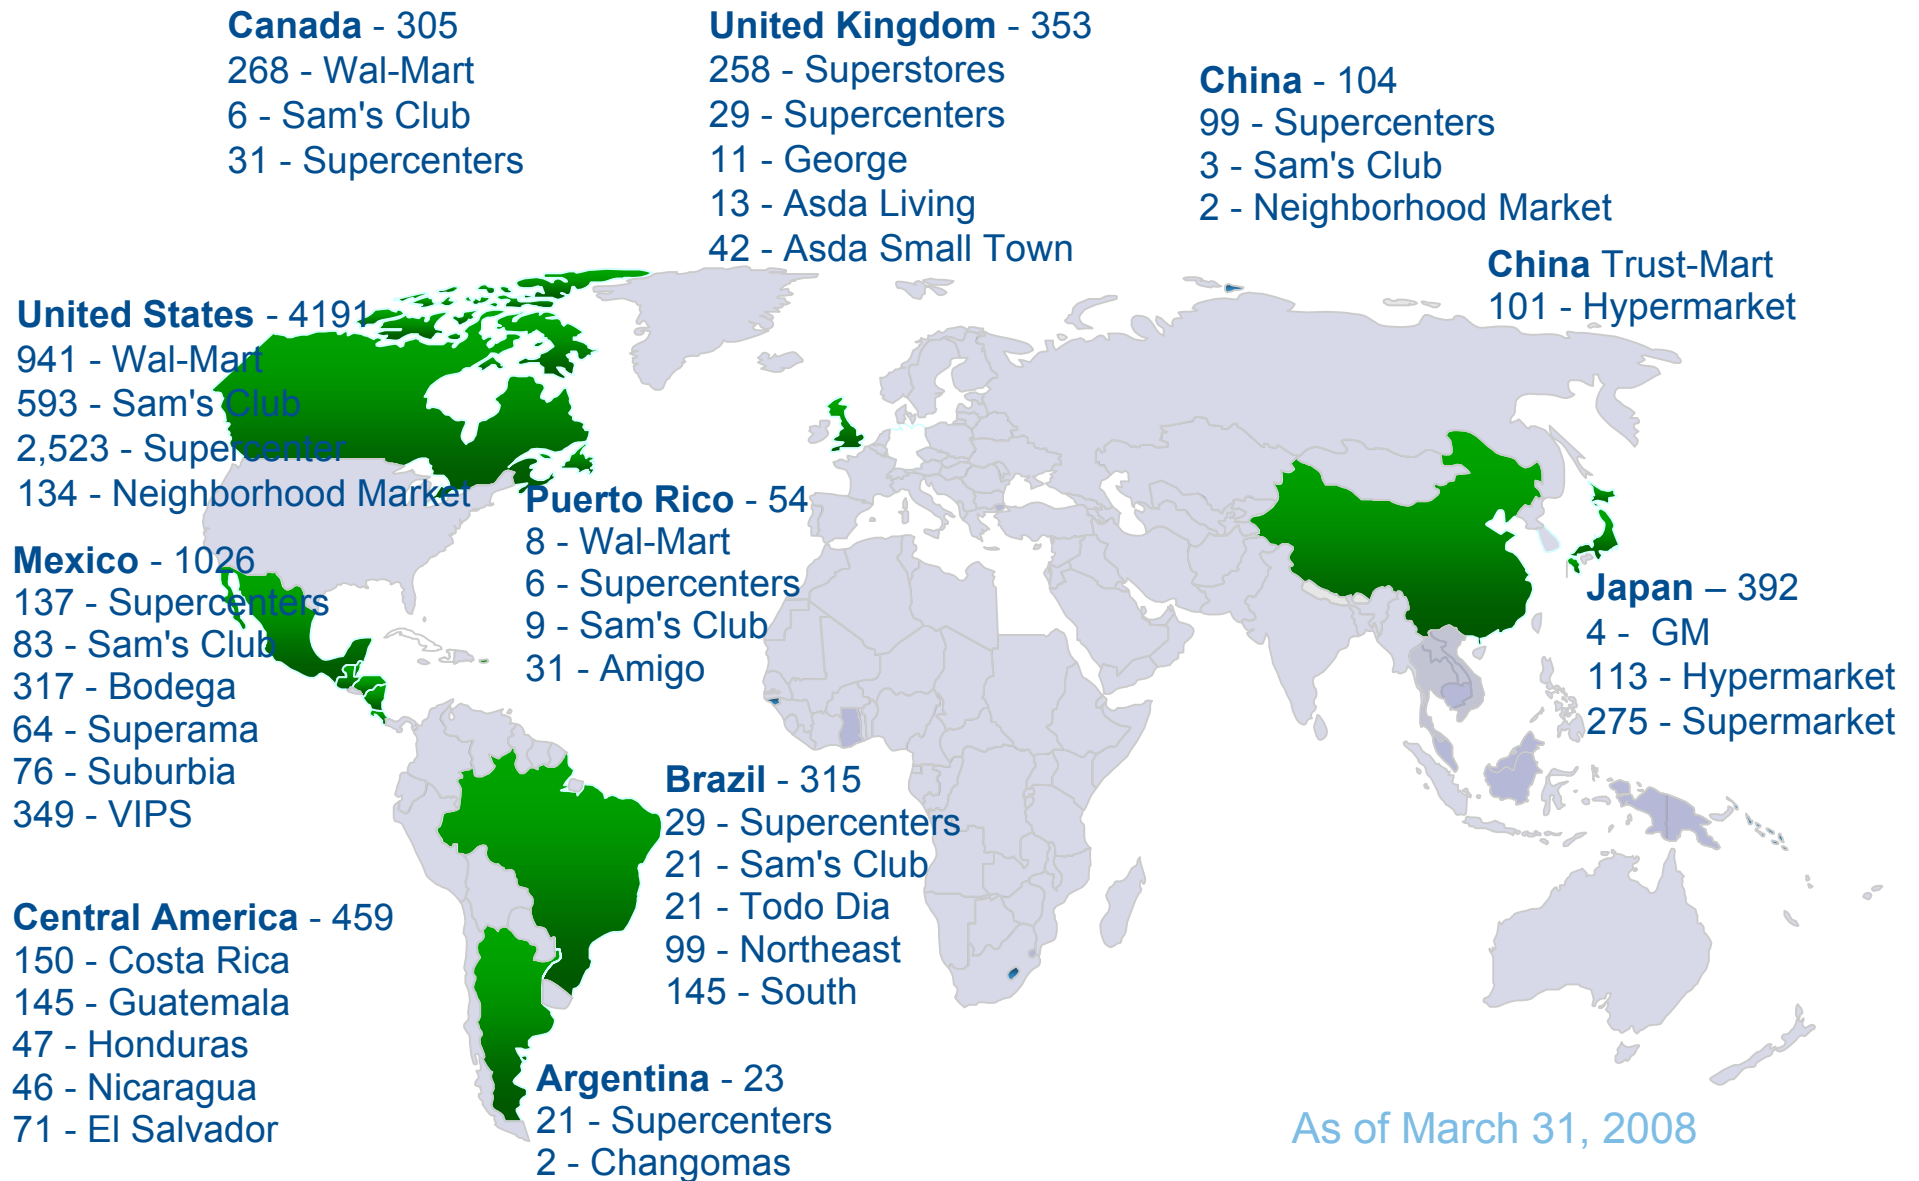 Canada - 305
268 - Wal-Mart
6 - Sam's Club
31 - Supercenters
United Kingdom - 353
258 - Superstores
29 - Supercenters
11 - George
13 - Asda Living
42 - Asda Small Town
China - 104
99 - Supercenters
3 - Sam's Club
2 - Neighborhood Market
China Trust-Mart
101 - Hypermarket
United States - 4191
941 - Wal-Mart
593 - Sam's Club
2,523 - Supercenter
134 - Neighborhood Market
Puerto Rico - 54
8 - Wal-Mart
6 - Supercenters
9 - Sam's Club
31 - Amigo
Mexico - 1026
137 - Supercenters
83 - Sam's Club
317 - Bodega
64 - Superama
76 - Suburbia
349 - VIPS
Japan – 392
4 - GM
113 - Hypermarket
275 - Supermarket
Brazil - 315
29 - Supercenters
21 - Sam's Club
21 - Todo Dia
99 - Northeast
145 - South
Central America - 459
150 - Costa Rica
145 - Guatemala
47 - Honduras
46 - Nicaragua
71 - El Salvador
Argentina - 23
21 - Supercenters
2 - Changomas
As of March 31, 2008